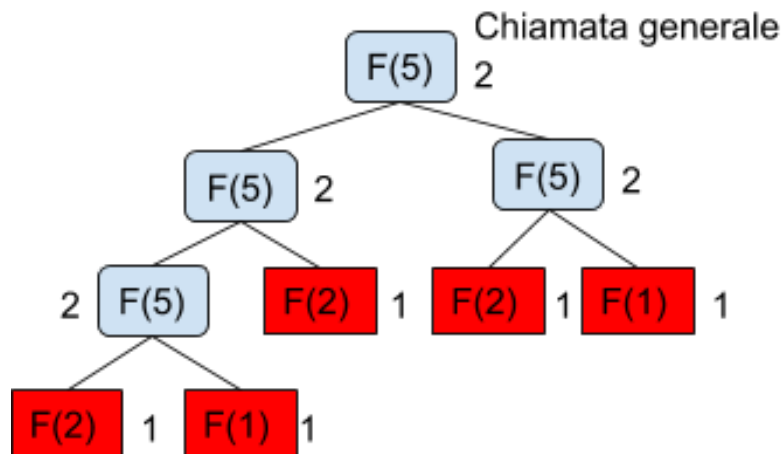 Chiamata generale
F(5) 2
F(5) 2 F(5) 2
2 F(5) F(2) 1 F(2) 1 F(1) 1
F(2) 1 F(1) 1